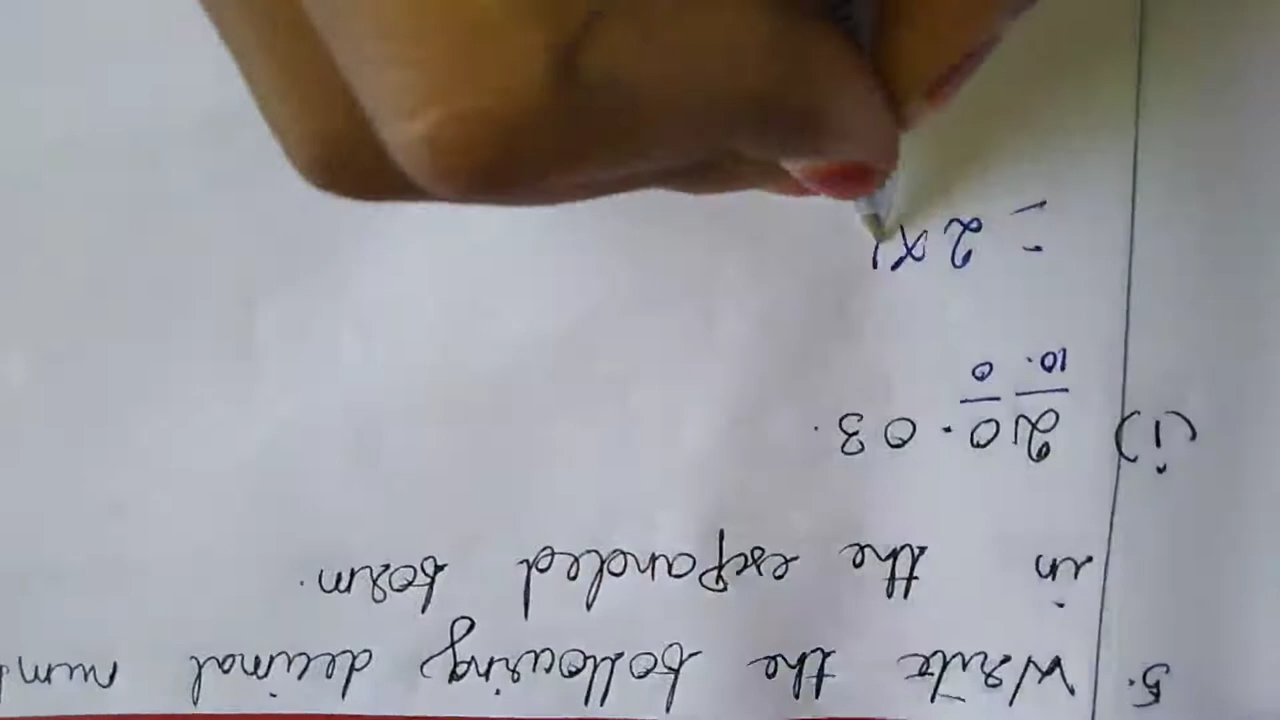 5. Write the following decimal
in the expanded form.
(i) 20.03.
10. 0
= 2×1